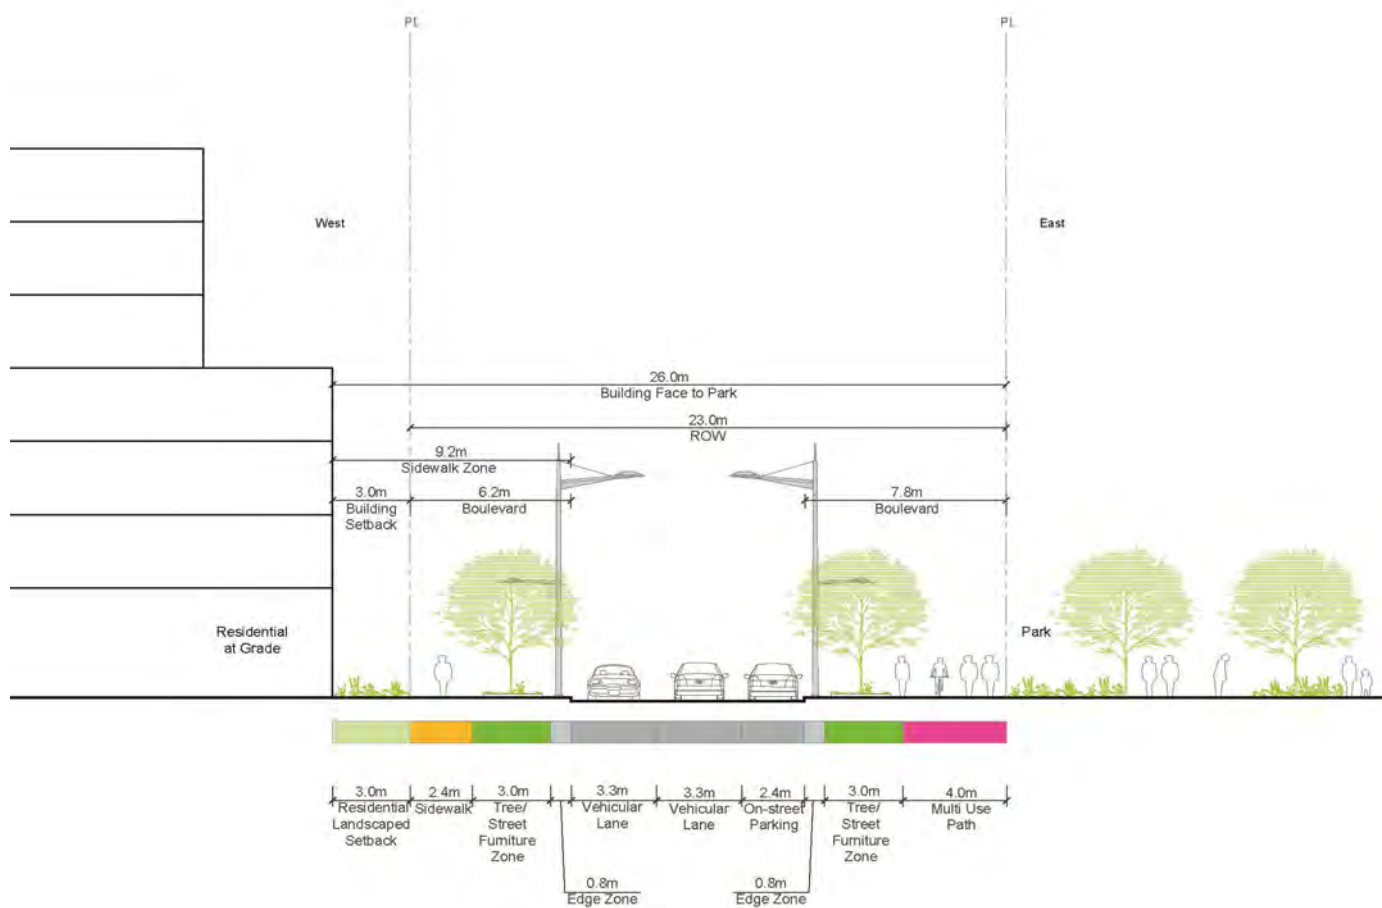 PL
PL
West
East
26.0m
Building Face to Park
23.0m
ROW
9.2m
Sidewalk Zone
3.0m
Building
Setback
6.2m
Boulevard
7.8m
Boulevard
Residential
at Grade
Park
3.0m
Residential
Landscaped
Setback
2.4m
Sidewalk
3.0m
Tree/
Street
Furniture
Zone
3.3m
Vehicular
Lane
3.3m
Vehicular
Lane
2.4m
On-street
Parking
3.0m
Tree/
Street
Furniture
Zone
4.0m
Multi Use
Path
0.8m
Edge Zone
0.8m
Edge Zone